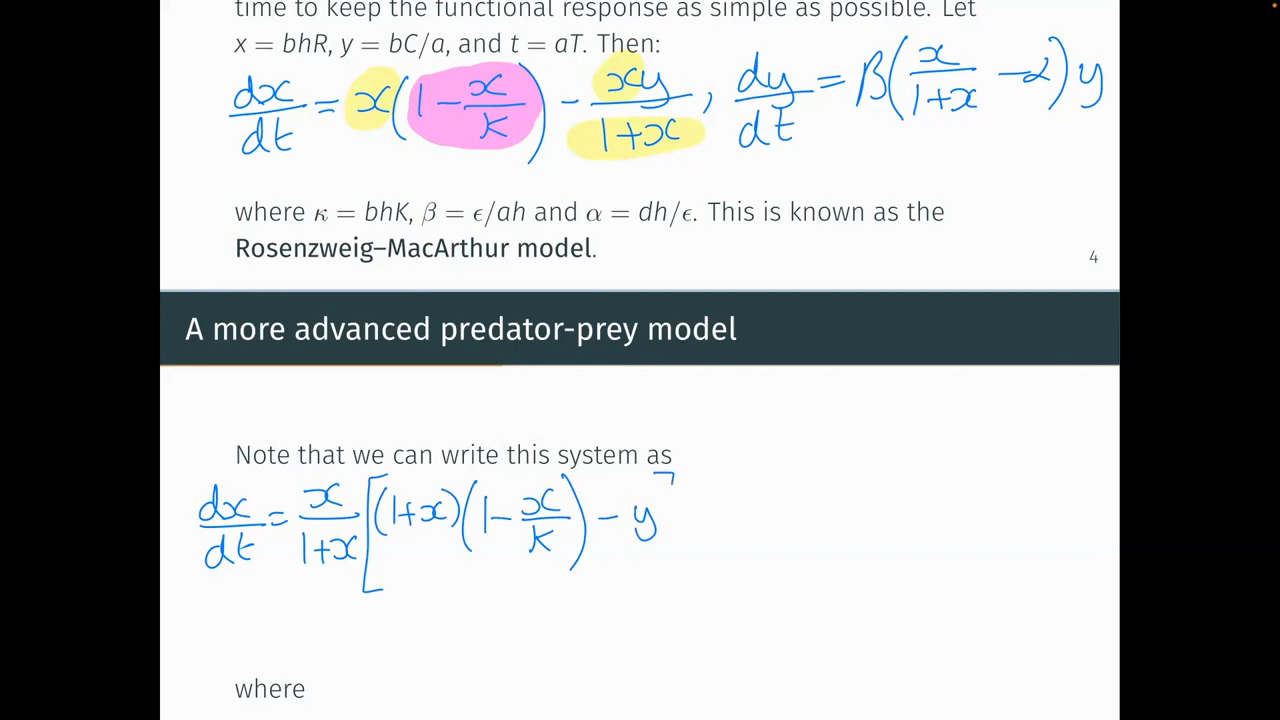 time to keep the functional response as simple as possible. Let
x = bhR, y = bC/a, and t = aT. Then:
dx/dt = x(1 - x/κ) - xy/(1+x), dy/dt = β(x/(1+x) - α)y
where κ = bhK, β = ϵ/ah and α = dh/ϵ. This is known as the
Rosenzweig–MacArthur model.
4
A more advanced predator-prey model
Note that we can write this system as
dx/dt = x/(1+x) [(1+x)(1 - x/κ) - y]
where